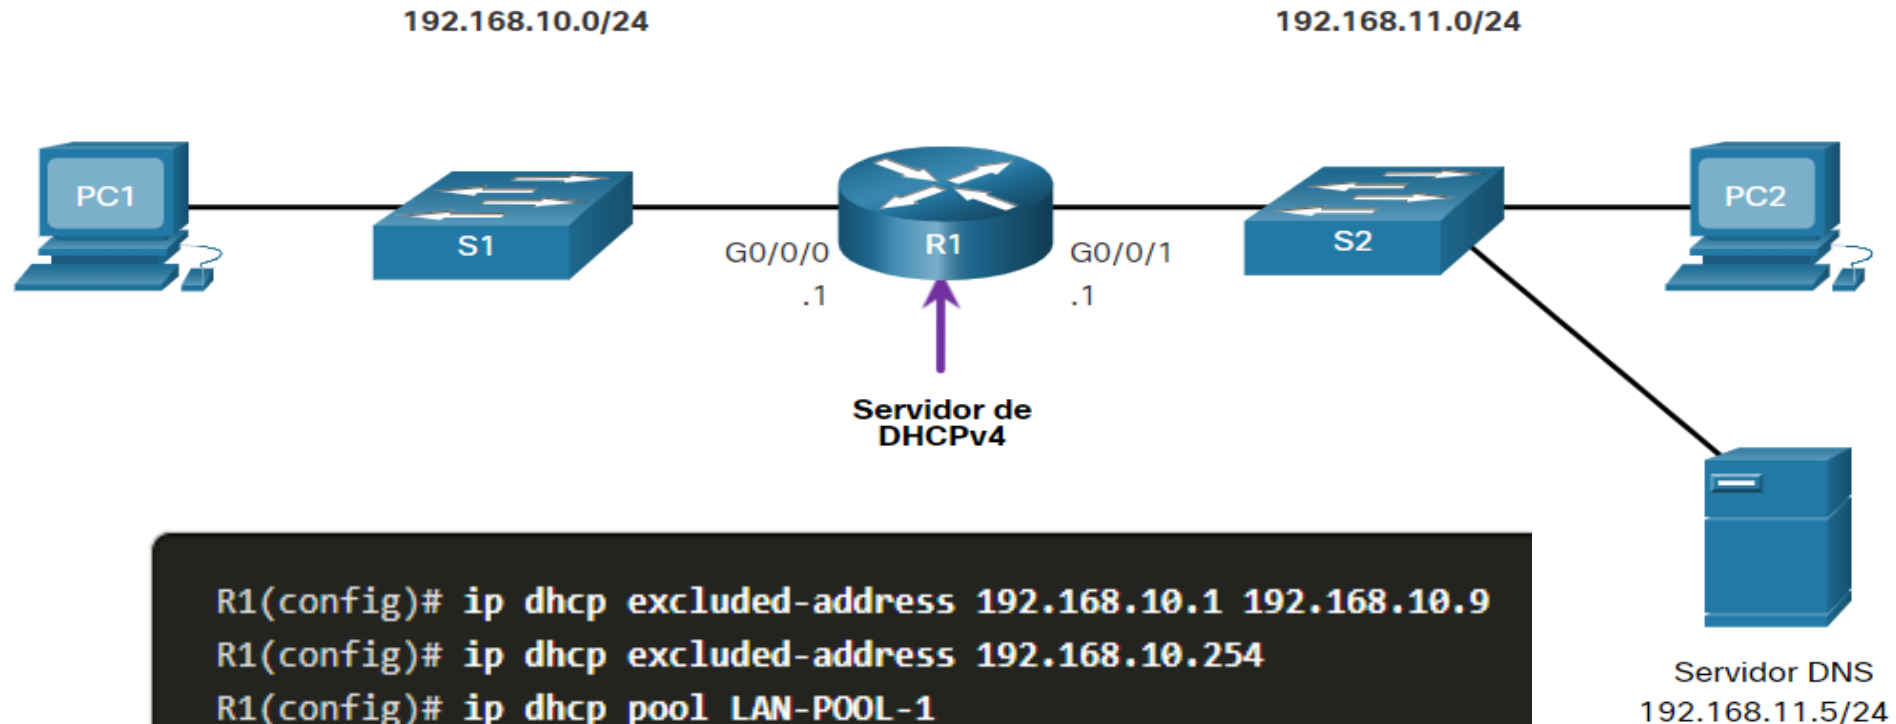 192.168.10.0/24
192.168.11.0/24
PC1
S1
G0/0/0
.1
R1
G0/0/1
.1
S2
PC2
Servidor de
DHCPv4
Servidor DNS
192.168.11.5/24
R1(config)# ip dhcp excluded-address 192.168.10.1 192.168.10.9
R1(config)# ip dhcp excluded-address 192.168.10.254
R1(config)# ip dhcp pool LAN-POOL-1